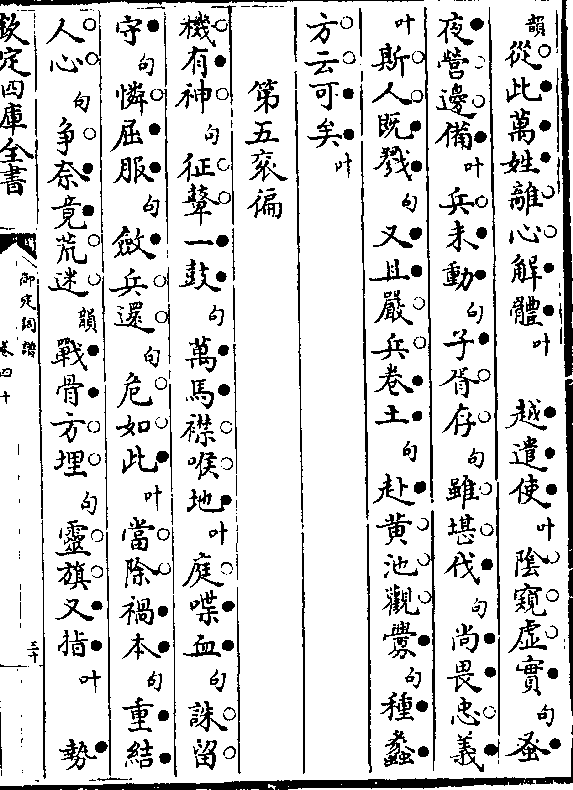 韻從此萬姓離心解體叶　越遣使叶陰窺虛實句蚤
夜營邊備叶兵未動句子胥存句雖堪伐句尚畏忠義
叶斯人既戮句又且嚴兵卷土句赴黃池觀釁句種蠡
方云可矣叶
第五衮偏
機有神句征鼙一鼓句萬馬襟喉地叶庭喋血句誅留
守句憐屈服句斂兵還句危如此叶當除禍本句重結
人心句争奈竟荒迷韻戰骨方埋句靈旗又指叶　勢
欽定四庫全書
御定詞譜
卷四十
三十